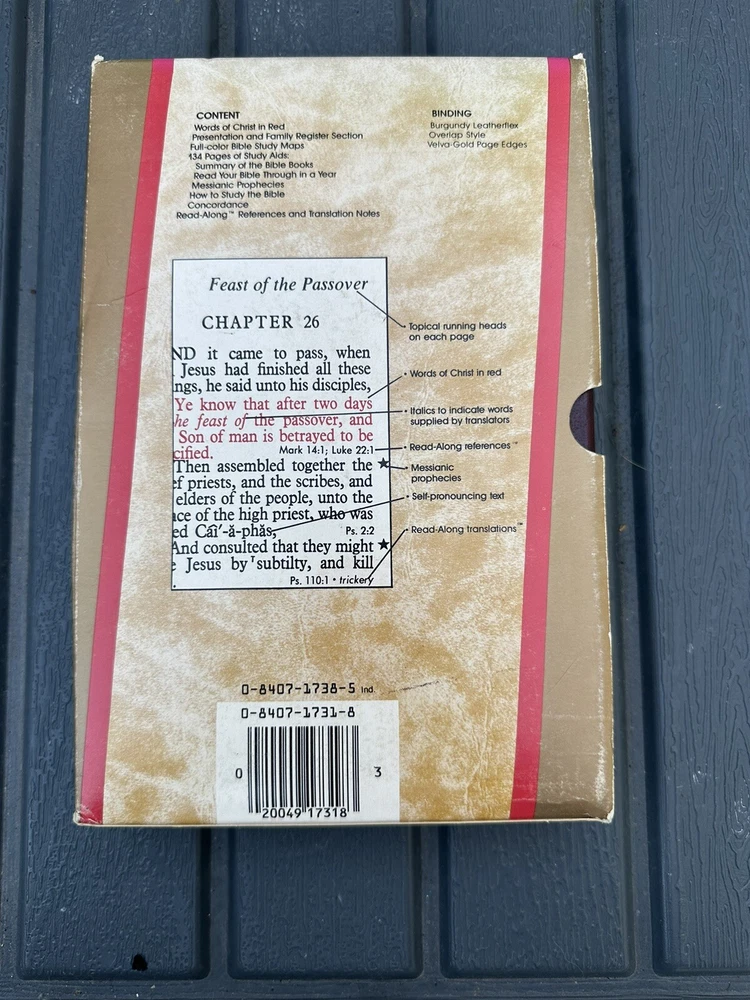 CONTENT
Words of Christ in Red
Presentation and Family Register Section
Full-color Bible Study Maps
134 Pages of Study Aids:
Summary of the Bible Books
Read Your Bible Through in a Year
Messianic Prophecies
How to Study the Bible
Concordance
Read-Along™ References and Translation Notes
BINDING
Burgundy Leatherflex
Overlap Style
Velva-Gold Page Edges
Feast of the Passover
CHAPTER 26
ND it came to pass, when
Jesus had finished all these
ngs, he said unto his disciples,
Ye know that after two days
he feast of the passover, and
Son of man is betrayed to be
cified. Mark 14:1; Luke 22:1
Then assembled together the ★
ef priests, and the scribes, and
elders of the people, unto the
ace of the high priest, who was
ed Cāī′-ă-phăs, Ps. 2:2
And consulted that they might ★
Jesus by ᴵsubtilty, and kill
. Ps. 110:1 • trickery
Topical running heads
on each page
Words of Christ in red
Italics to indicate words
supplied by translators
Read-Along references™
Messianic
prophecies
Self-pronouncing text
Read-Along translations™
0-8407-1738-5 Ind.
0-8407-1731-8
0 20049 17318 3